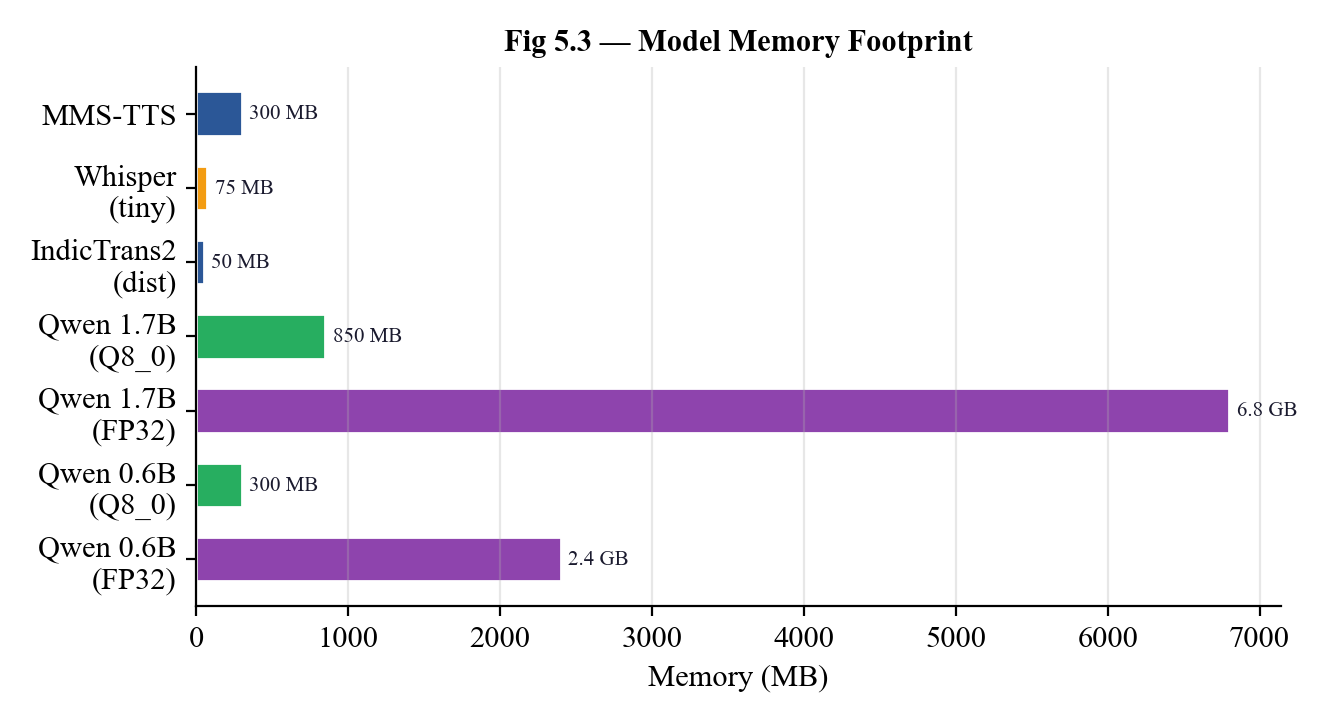 Fig 5.3 — Model Memory Footprint
MMS-TTS
300 MB
Whisper
(tiny)
75 MB
IndicTrans2
(dist)
50 MB
Qwen 1.7B
(Q8_0)
850 MB
Qwen 1.7B
(FP32)
6.8 GB
Qwen 0.6B
(Q8_0)
300 MB
Qwen 0.6B
(FP32)
2.4 GB
0 1000 2000 3000 4000 5000 6000 7000
Memory (MB)